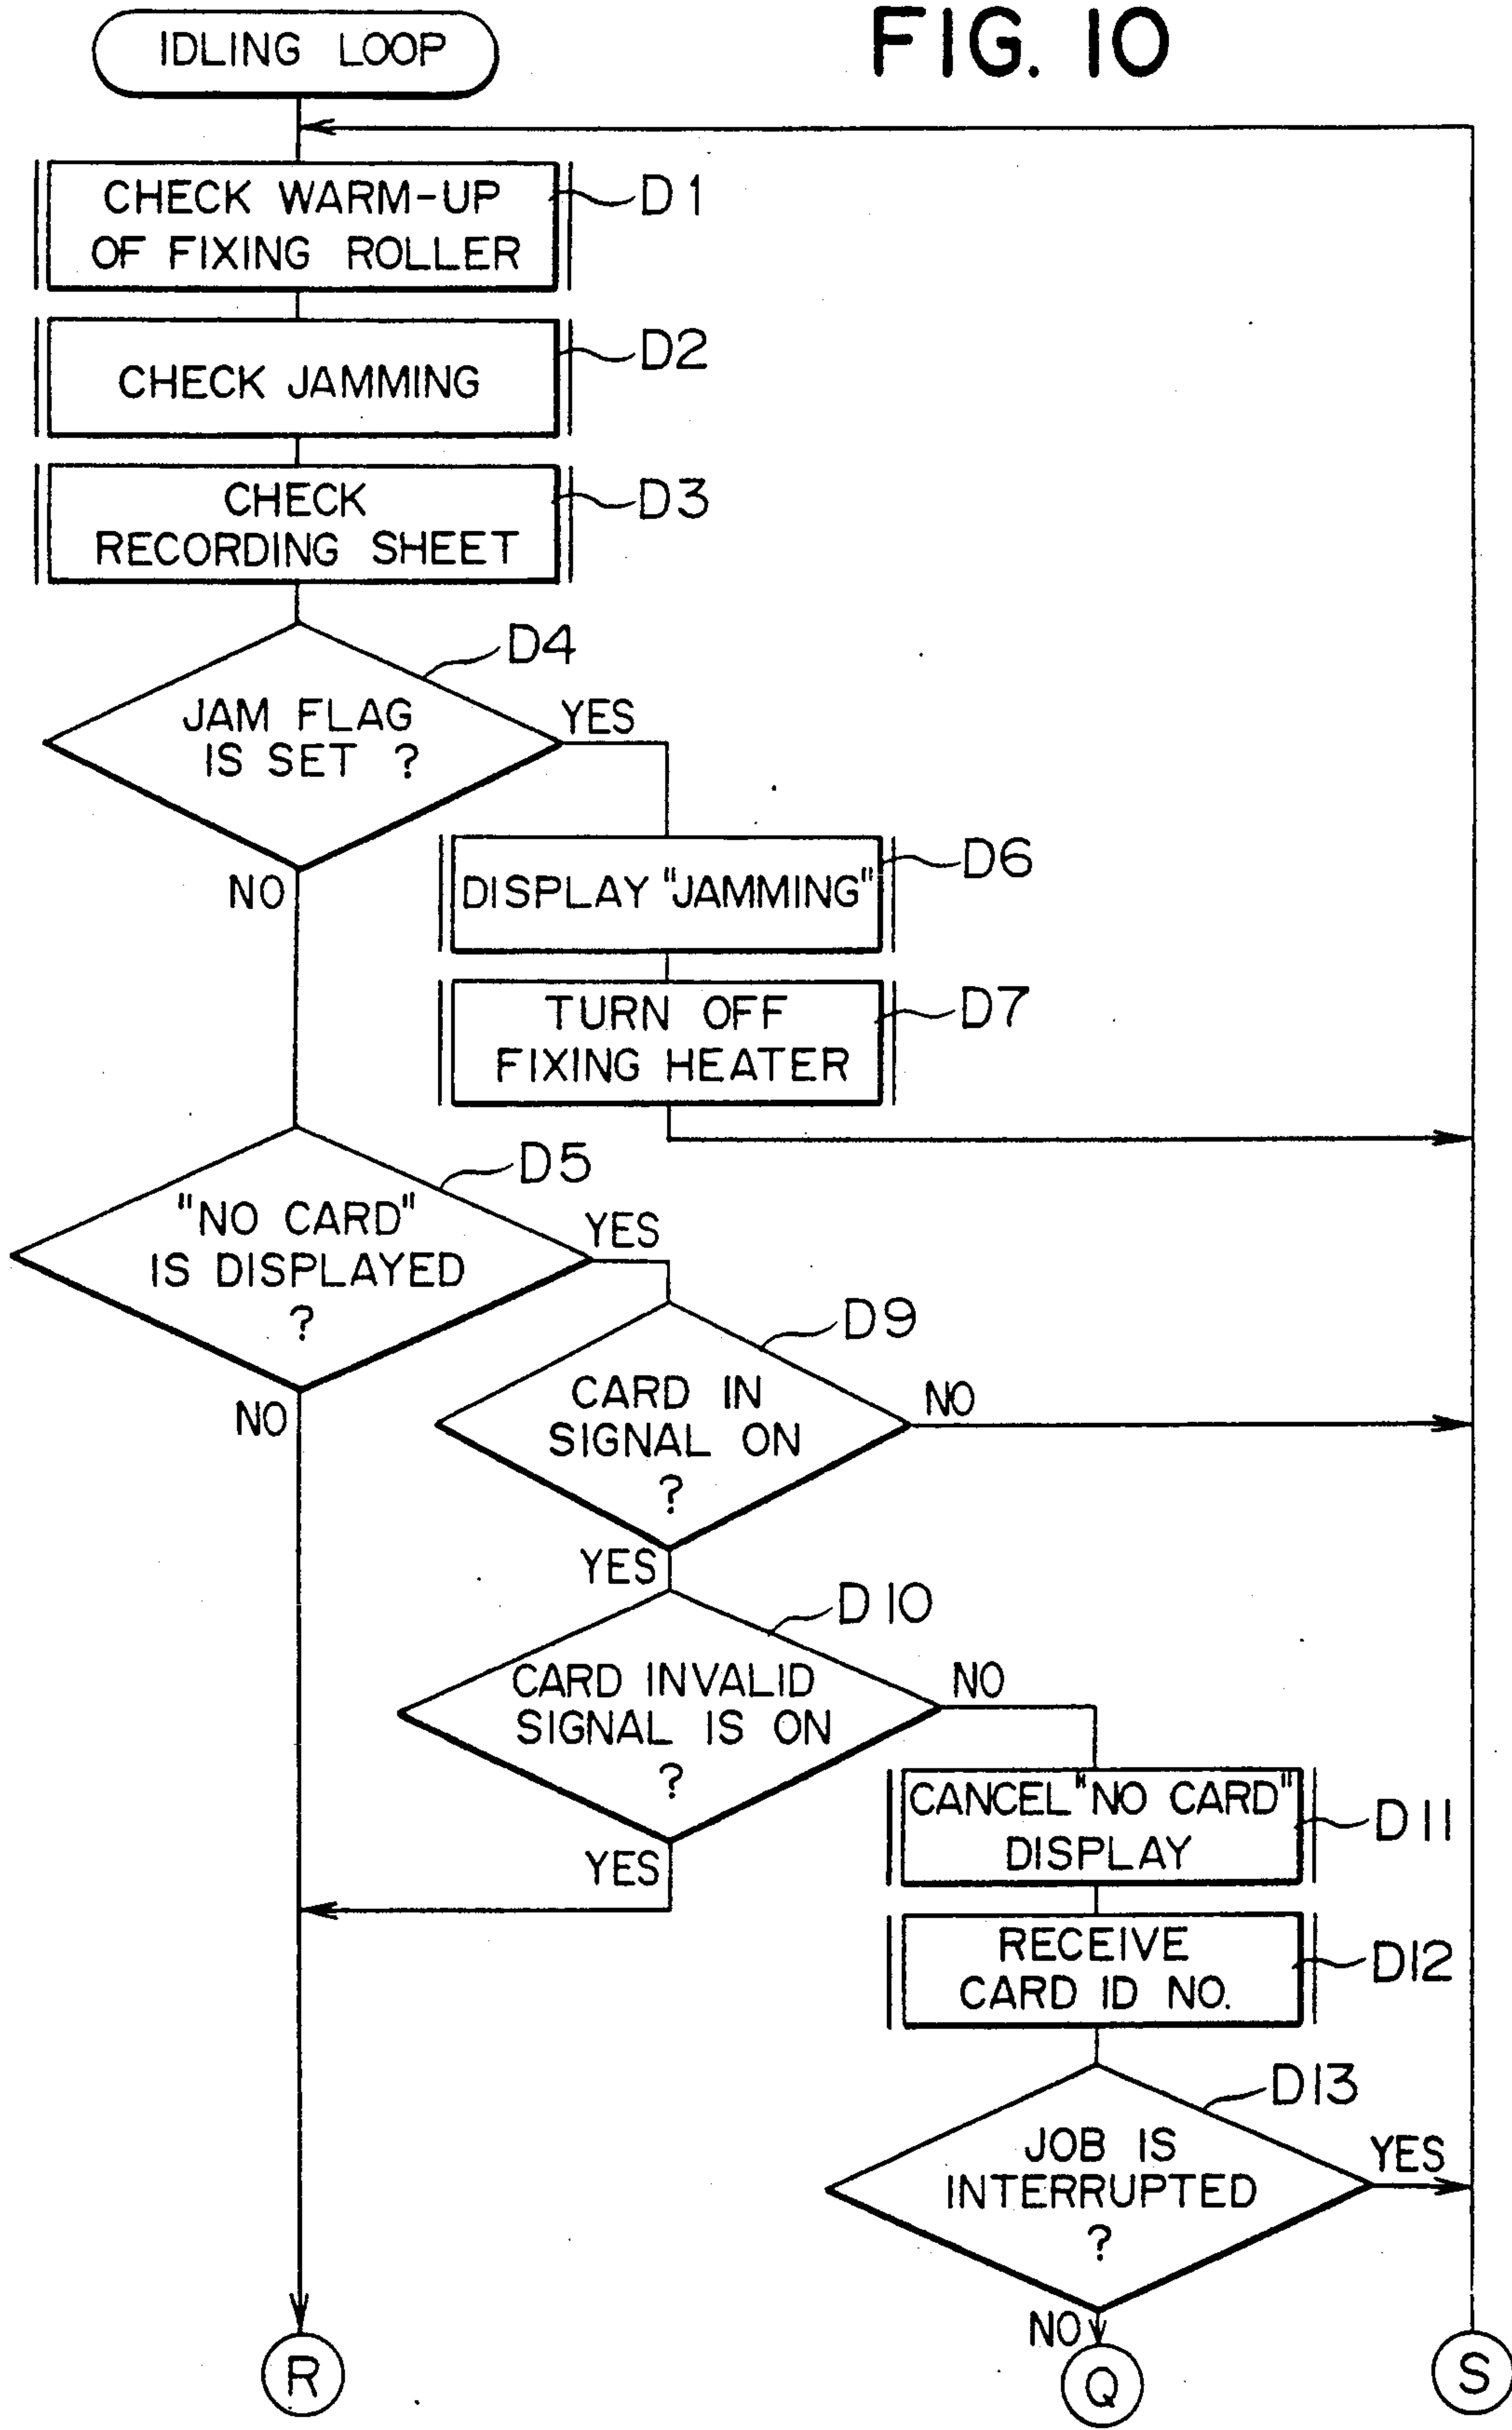 FIG. 10
IDLING LOOP
CHECK WARM-UP
OF FIXING ROLLER
D1
CHECK JAMMING
D2
CHECK
RECORDING SHEET
D3
D4
JAM FLAG
IS SET ?
YES
NO
DISPLAY "JAMMING"
D6
TURN OFF
FIXING HEATER
D7
D5
"NO CARD"
IS DISPLAYED
?
YES
NO
D9
CARD IN
SIGNAL ON
?
NO
YES
D10
CARD INVALID
SIGNAL IS ON
?
NO
YES
CANCEL "NO CARD"
DISPLAY
D11
RECEIVE
CARD ID NO.
D12
D13
JOB IS
INTERRUPTED
?
YES
NO
R
Q
S